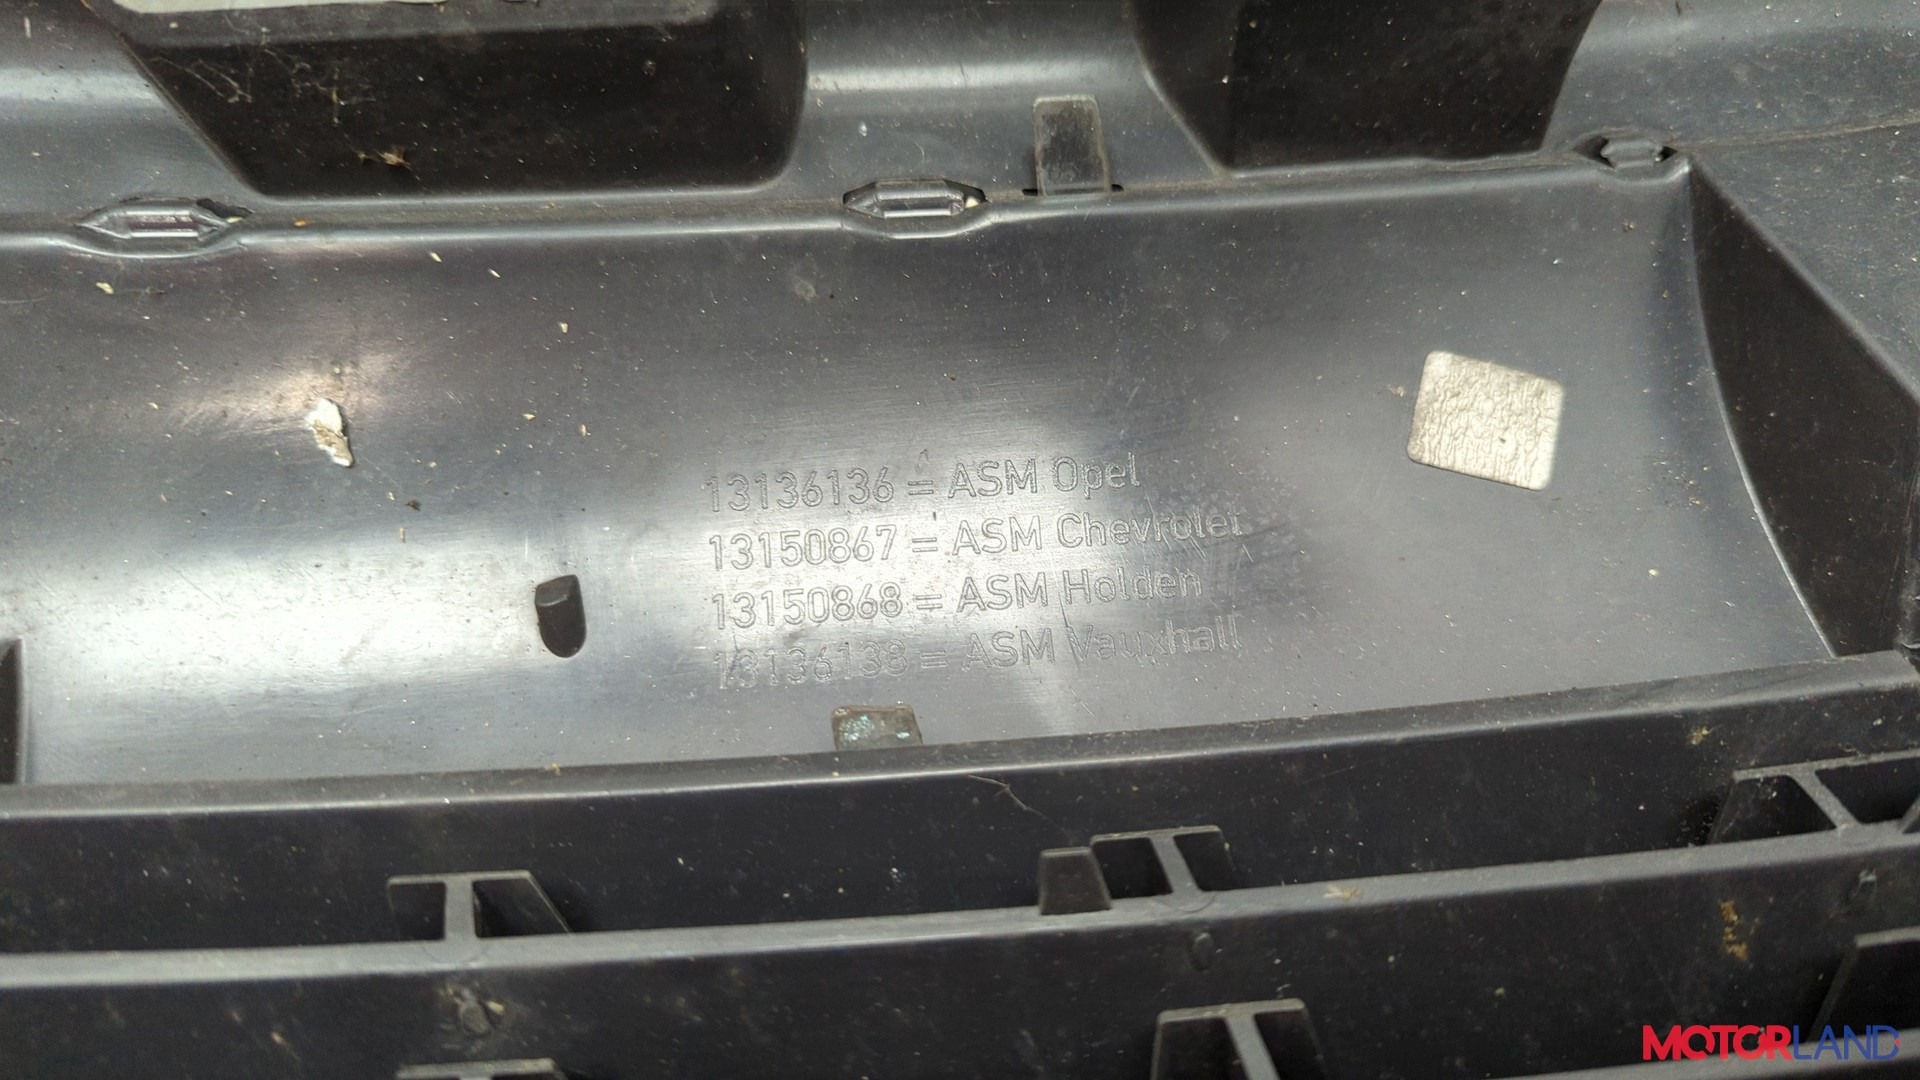 13136136 = ASM Opel
13150867 = ASM Chevrolet
13150868 = ASM Holden
13136138 = ASM Vauxhall
MOTORLAND